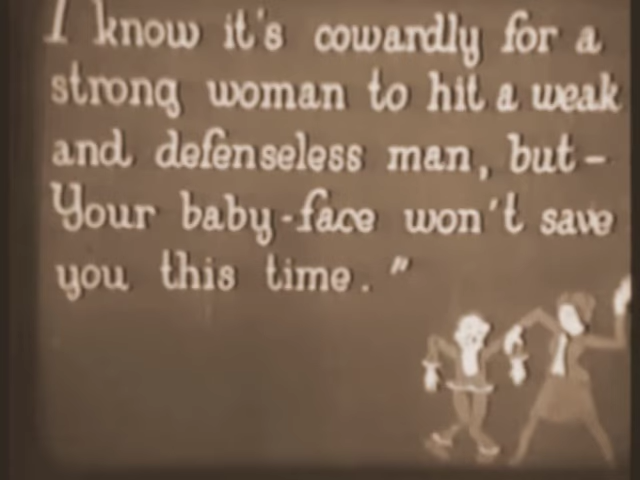 I know it's cowardly for a
strong woman to hit a weak
and defenseless man, but -
Your baby-face won't save
you this time."